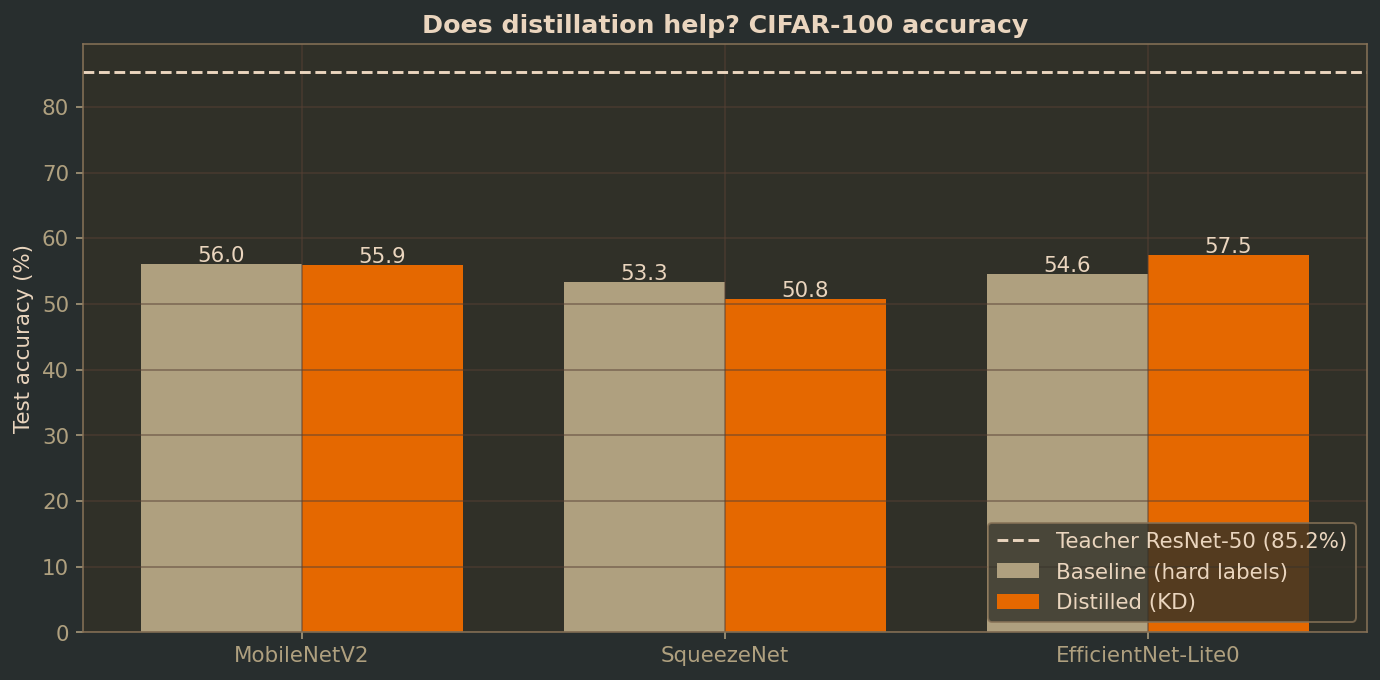 Does distillation help? CIFAR-100 accuracy
Test accuracy (%)
80
70
60
50
40
30
20
10
0
56.0
55.9
53.3
50.8
54.6
57.5
Teacher ResNet-50 (85.2%)
Baseline (hard labels)
Distilled (KD)
MobileNetV2
SqueezeNet
EfficientNet-Lite0